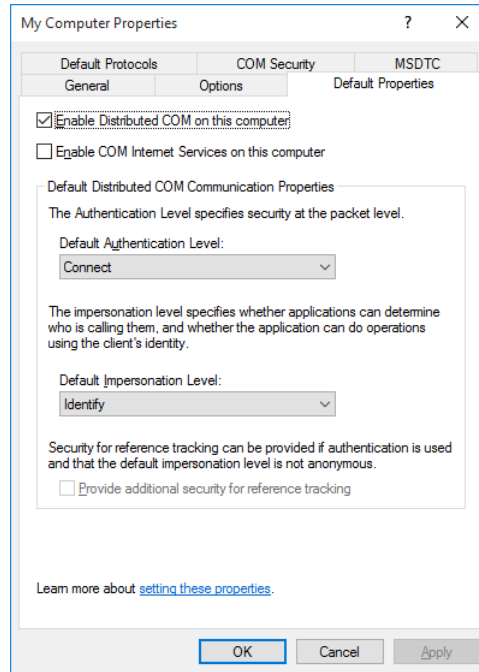 My Computer Properties
?
Default Protocols
COM Security
MSDTC
General
Options
Default Properties
Enable Distributed COM on this computer
Enable COM Internet Services on this computer
Default Distributed COM Communication Properties
The Authentication Level specifies security at the packet level.
Default Authentication Level:
Connect
The impersonation level specifies whether applications can determine
who is calling them, and whether the application can do operations
using the client's identity.
Default Impersonation Level:
Identify
Security for reference tracking can be provided if authentication is used
and that the default impersonation level is not anonymous.
Provide additional security for reference tracking
Learn more about setting these properties.
OK
Cancel
Apply